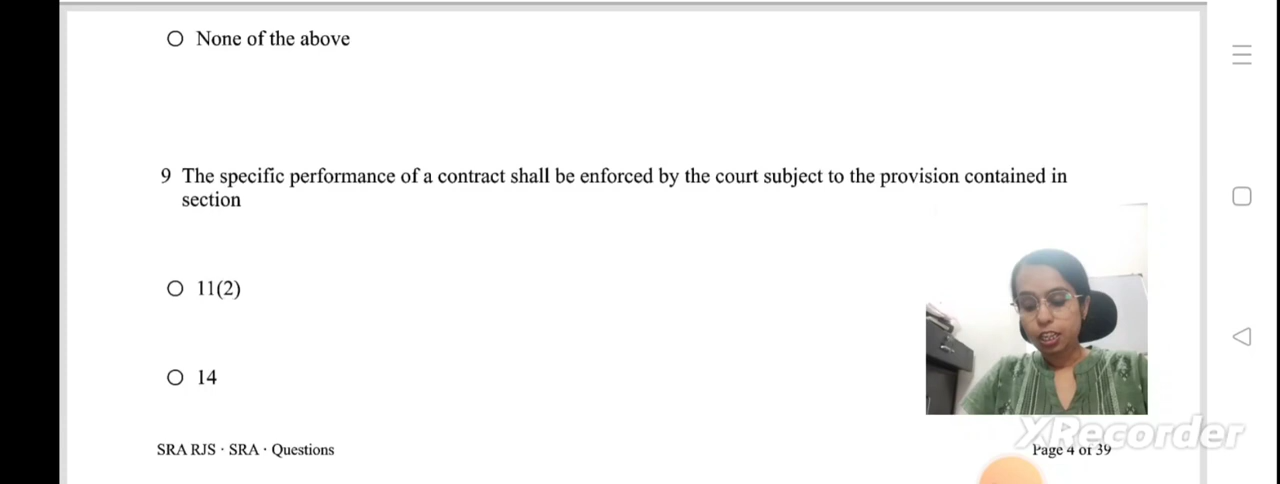 None of the above
9 The specific performance of a contract shall be enforced by the court subject to the provision contained in
section
11(2)
14
SRA RJS · SRA · Questions
XRecorder
Page 4 of 39